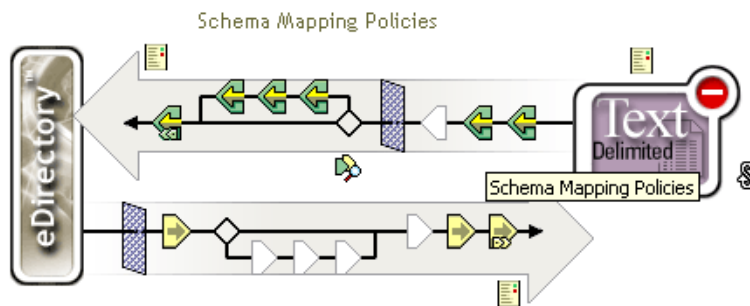 Schema Mapping Policies
eDirectory™
Text
Delimited
Schema Mapping Policies